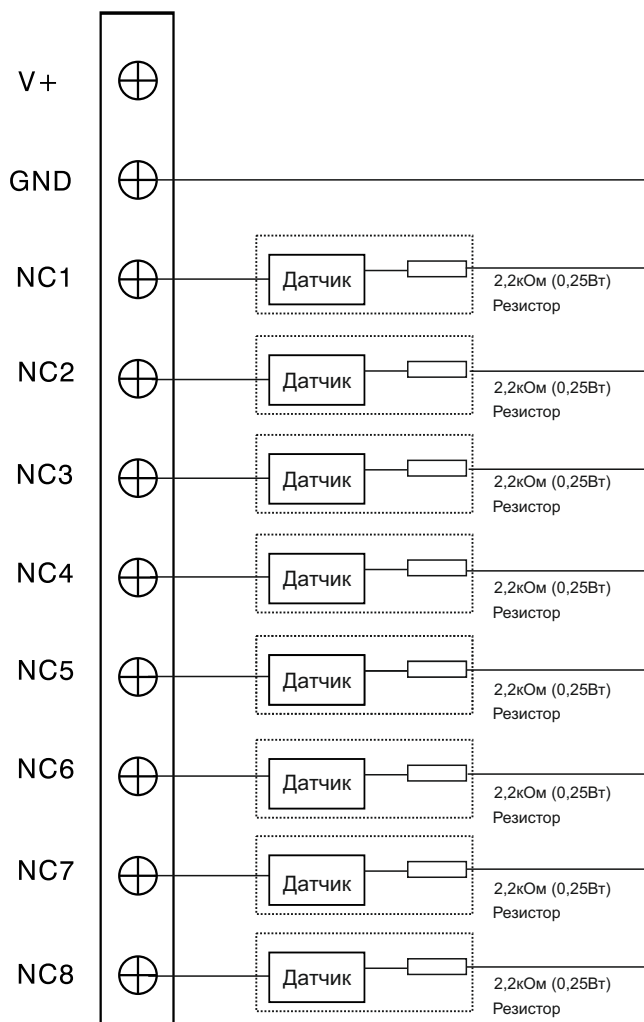 V+
GND
NC1
Датчик
2,2кОм (0,25Вт)
Резистор
NC2
Датчик
2,2кОм (0,25Вт)
Резистор
NC3
Датчик
2,2кОм (0,25Вт)
Резистор
NC4
Датчик
2,2кОм (0,25Вт)
Резистор
NC5
Датчик
2,2кОм (0,25Вт)
Резистор
NC6
Датчик
2,2кОм (0,25Вт)
Резистор
NC7
Датчик
2,2кОм (0,25Вт)
Резистор
NC8
Датчик
2,2кОм (0,25Вт)
Резистор